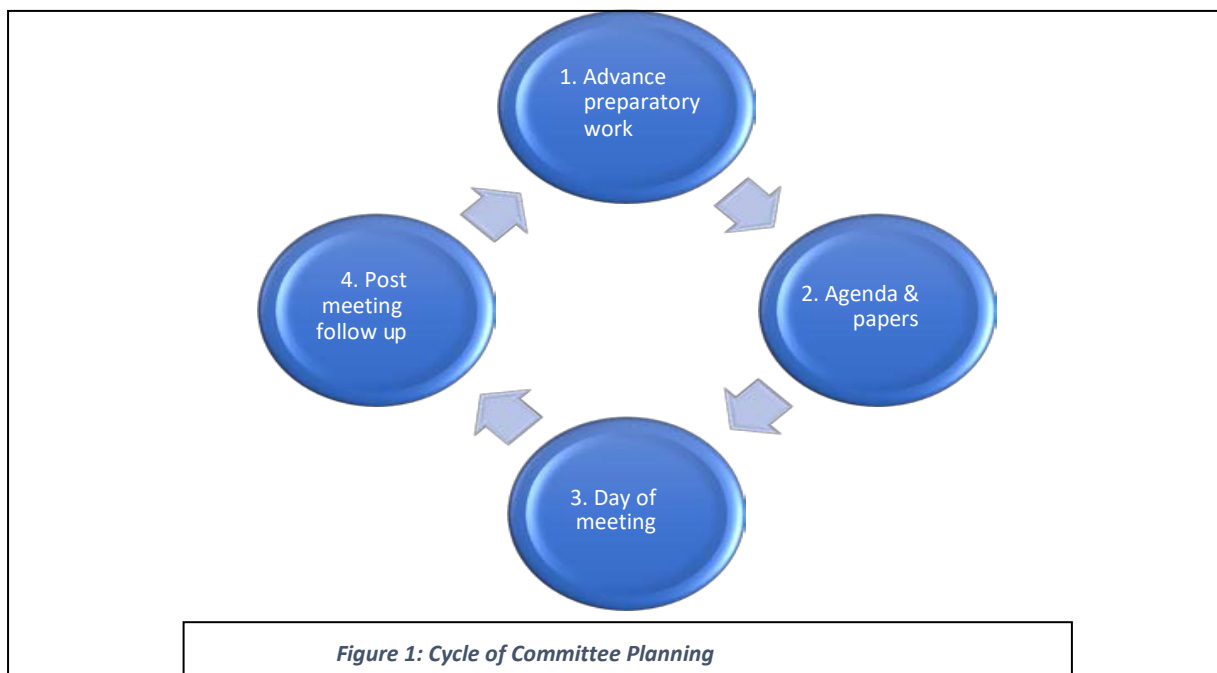 1. Advance
preparatory
work
2. Agenda &
papers
3. Day of
meeting
4. Post
meeting
follow up
Figure 1: Cycle of Committee Planning